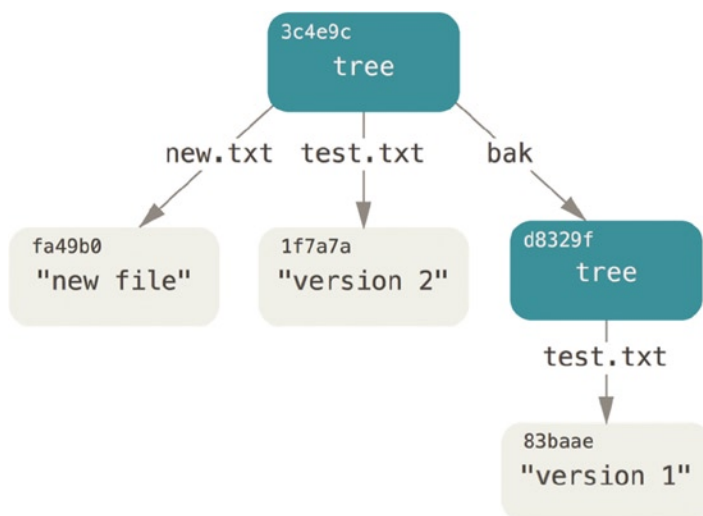 3c4e9c
tree
new.txt test.txt bak
fa49b0
"new file"
1f7a7a
"version 2"
d8329f
tree
test.txt
83baae
"version 1"